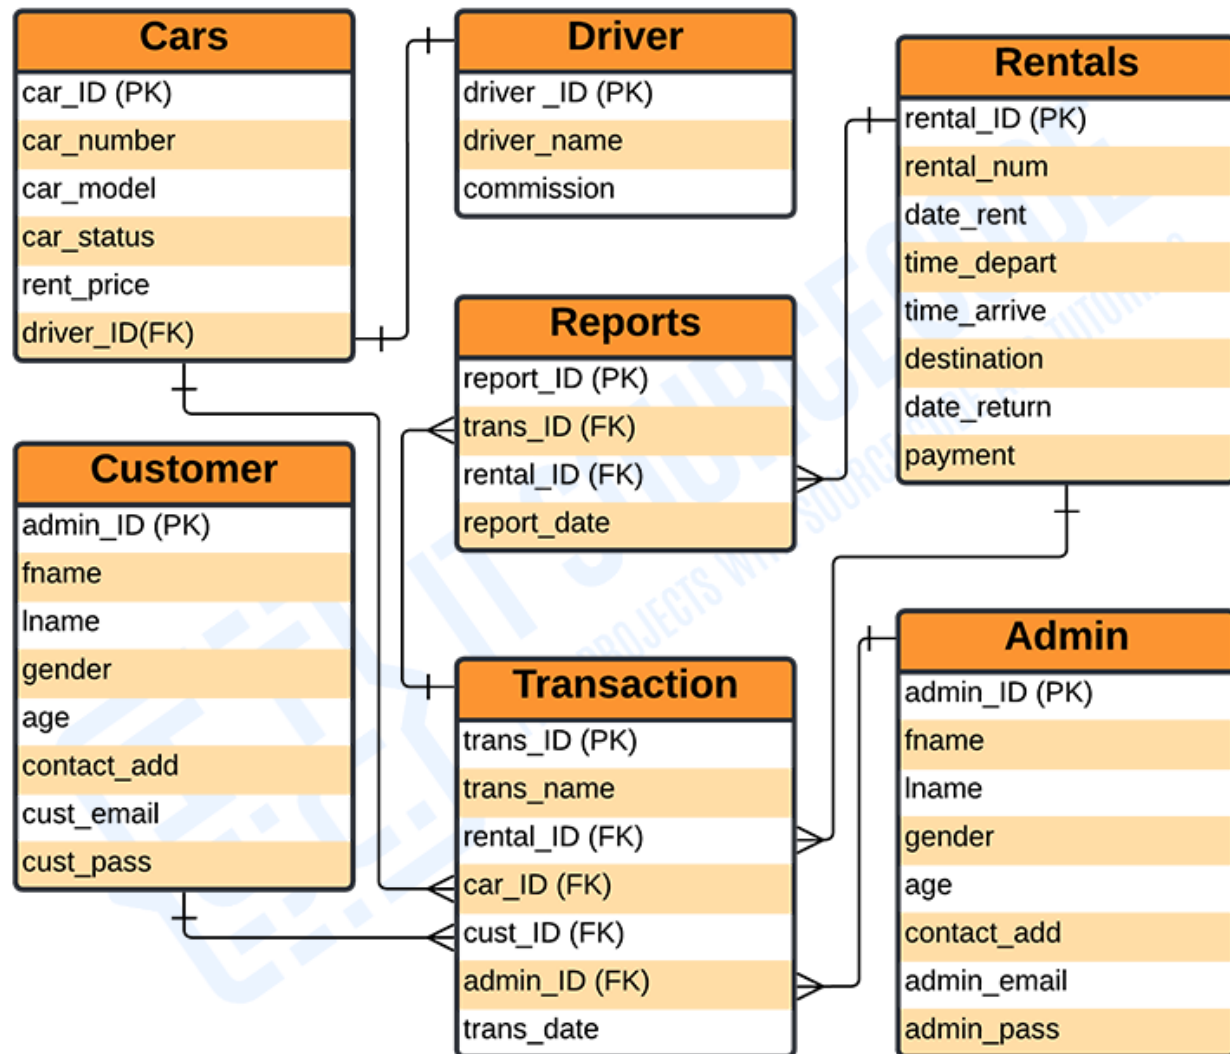 Cars
car_ID (PK)
car_number
car_model
car_status
rent_price
driver_ID(FK)
Driver
driver _ID (PK)
driver_name
commission
Rentals
rental_ID (PK)
rental_num
date_rent
time_depart
time_arrive
destination
date_return
payment
Reports
report_ID (PK)
trans_ID (FK)
rental_ID (FK)
report_date
Customer
admin_ID (PK)
fname
lname
gender
age
contact_add
cust_email
cust_pass
Transaction
trans_ID (PK)
trans_name
rental_ID (FK)
car_ID (FK)
cust_ID (FK)
admin_ID (FK)
trans_date
Admin
admin_ID (PK)
fname
lname
gender
age
contact_add
admin_email
admin_pass
IT SOURCECODE